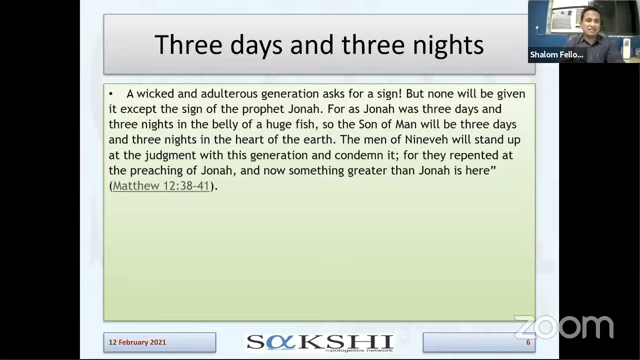 Shalom Fello...
Three days and three nights
• A wicked and adulterous generation asks for a sign! But none will be given
it except the sign of the prophet Jonah. For as Jonah was three days and
three nights in the belly of a huge fish, so the Son of Man will be three days
and three nights in the heart of the earth. The men of Nineveh will stand up
at the judgment with this generation and condemn it; for they repented at
the preaching of Jonah, and now something greater than Jonah is here”
(Matthew 12:38-41).
zoom
12 February 2021
SαKSHI
apologetics network
6